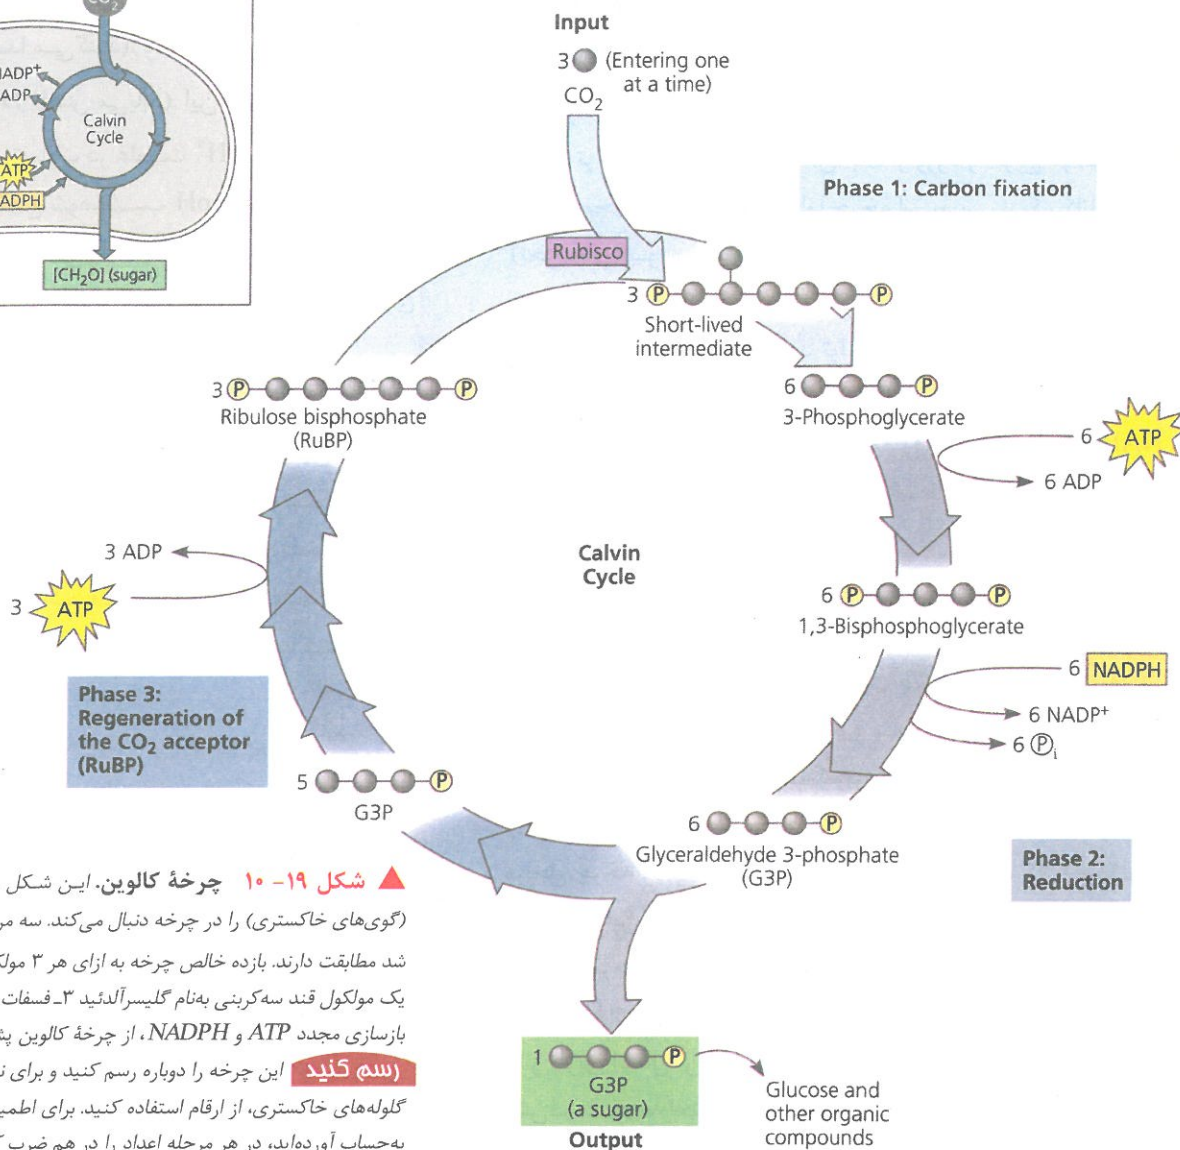 CO₂
NADP⁺
ADP
Calvin
Cycle
ATP
NADPH
[CH₂O] (sugar)
Input
3 (Entering one
at a time)
CO₂
Phase 1: Carbon fixation
Rubisco
3 P P
Short-lived
intermediate
3 P P
Ribulose bisphosphate
(RuBP)
6 P
3-Phosphoglycerate
6 ATP
6 ADP
Calvin
Cycle
3 ADP
3 ATP
6 P P
1,3-Bisphosphoglycerate
6 NADPH
6 NADP⁺
6 Pᵢ
Phase 3:
Regeneration of
the CO₂ acceptor
(RuBP)
5 P
G3P
6 P
Glyceraldehyde 3-phosphate
(G3P)
Phase 2:
Reduction
1 P
G3P
(a sugar)
Output
Glucose and
other organic
compounds
شکل ۱۹-۱۰ چرخهٔ کالوین. این شکل
(گوی‌های خاکستری) را در چرخه دنبال می‌کند. سه
شد مطابقت دارند. بازده خالص چرخه به ازای هر ۳
یک مولکول قند سه‌کربنی به‌نام گلیسرآلدئید ۳ـ فسفات
بازسازی مجدد ATP و NADPH، از چرخهٔ کالوین
رسم کنید این چرخه را دوباره رسم کنید و برای
گلوله‌های خاکستری، از ارقام استفاده کنید. برای
به‌حساب آورده‌اید، در هر مرحله اعداد را در هم ضرب